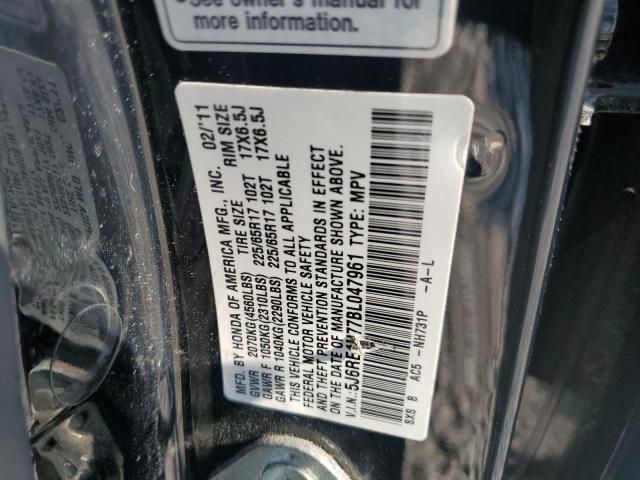 •See owner's manual for
more information.
MFD. BY HONDA OF AMERICA MFG., INC. 02/'11
TIRE SIZE RIM SIZE
GVWR 2070KG(4560LBS) 225/65R17 102T 17X6.5J
GAWR F 1050KG(2310LBS) 225/65R17 102T 17X6.5J
GAWR R 1040KG(2290LBS)
THIS VEHICLE CONFORMS TO ALL APPLICABLE
FEDERAL MOTOR VEHICLE SAFETY
AND THEFT PREVENTION STANDARDS IN EFFECT
ON THE DATE OF MANUFACTURE SHOWN ABOVE.
V.I.N.: TYPE: MPV
8X8 B AC5 -NH731P -A-L